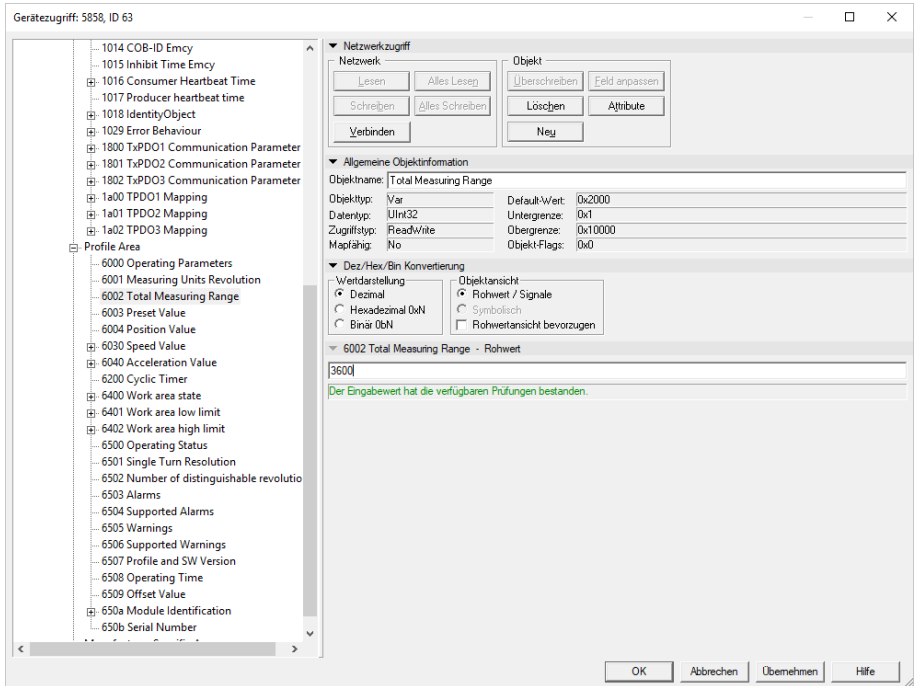 Gerätezugriff: 5858, ID 63
1014 COB-ID Emcy
1015 Inhibit Time Emcy
1016 Consumer Heartbeat Time
1017 Producer heartbeat time
1018 IdentityObject
1029 Error Behaviour
1800 TxPDO1 Communication Parameter
1801 TxPDO2 Communication Parameter
1802 TxPDO3 Communication Parameter
1a00 TPDO1 Mapping
1a01 TPDO2 Mapping
1a02 TPDO3 Mapping
Profile Area
6000 Operating Parameters
6001 Measuring Units Revolution
6002 Total Measuring Range
6003 Preset Value
6004 Position Value
6030 Speed Value
6040 Acceleration Value
6200 Cyclic Timer
6400 Work area state
6401 Work area low limit
6402 Work area high limit
6500 Operating Status
6501 Single Turn Resolution
6502 Number of distinguishable revolutio
6503 Alarms
6504 Supported Alarms
6505 Warnings
6506 Supported Warnings
6507 Profile and SW Version
6508 Operating Time
6509 Offset Value
650a Module Identification
650b Serial Number
Netzwerkzugriff
Netzwerk
Lesen Alles Lesen
Schreiben Alles Schreiben
Verbinden
Objekt
Überschreiben Feld anpassen
Löschen Attribute
Neu
Allgemeine Objektinformation
Objektname: Total Measuring Range
Objekttyp: Var Default-Wert: 0x2000
Datentyp: UInt32 Untergrenze: 0x1
Zugriffstyp: ReadWrite Obergrenze: 0x10000
Mapfähig: No Objekt-Flags: 0x0
Dez/Hex/Bin Konvertierung
Wertdarstellung
Dezimal
Hexadezimal 0xN
Binär 0bN
Objektansicht
Rohwert / Signale
Symbolisch
Rohwertansicht bevorzugen
6002 Total Measuring Range - Rohwert
3600
Der Eingabewert hat die verfügbaren Prüfungen bestanden.
OK Abbrechen Übernehmen Hilfe